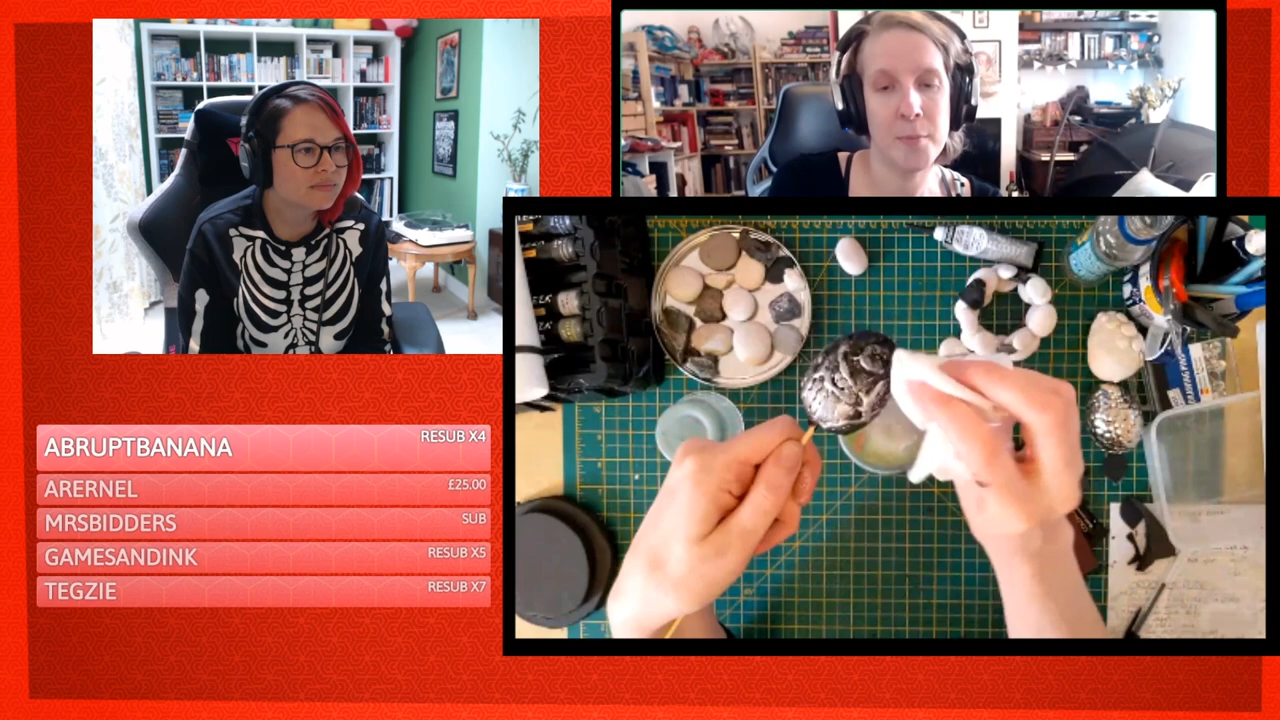 ABRUPTBANANA RESUB X4
ARERNEL £25.00
MRSBIDDERS SUB
GAMESANDINK RESUB X5
TEGZIE RESUB X7